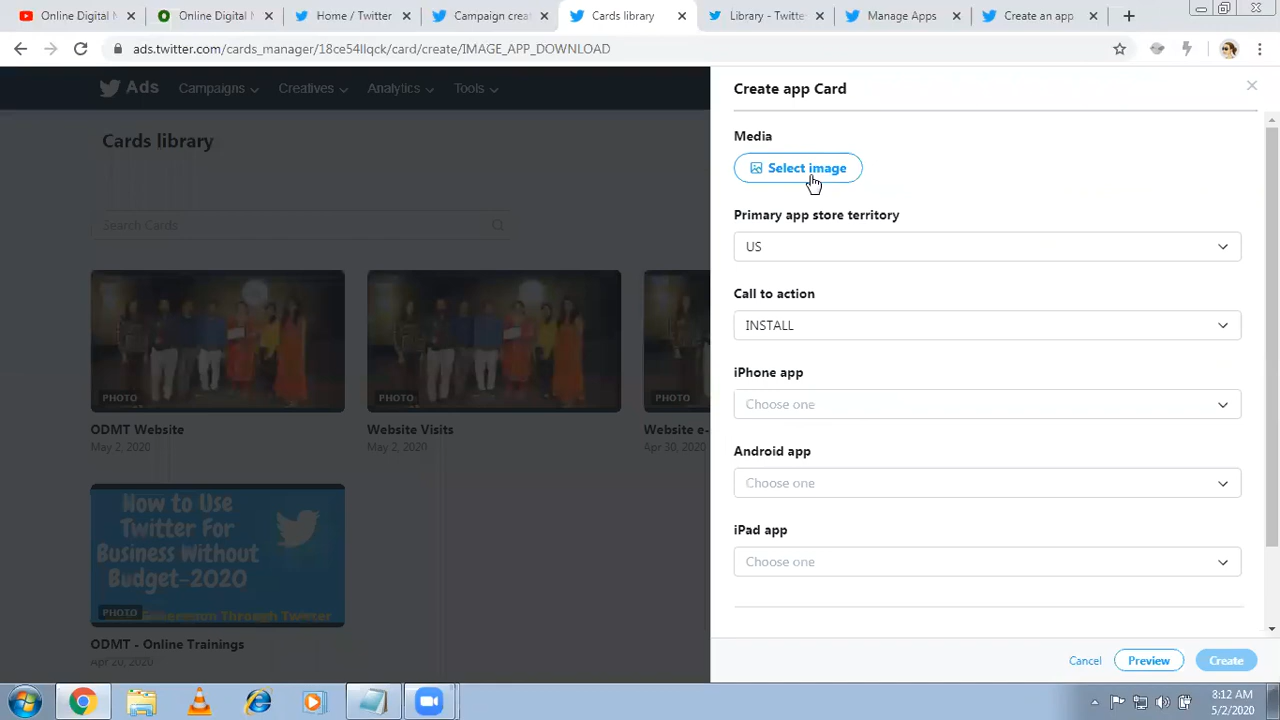 Online Digital M
Online Digital M
Home / Twitter
Campaign crea
Cards library
Library - Twitte
Manage Apps
Create an app
ads.twitter.com/cards_manager/18ce54llqck/card/create/IMAGE_APP_DOWNLOAD
Ads Campaigns Creatives Analytics Tools
Cards library
Search Cards
PHOTO
PHOTO
PHOTO
ODMT Website
Website Visits
Website e-
May 2, 2020
May 2, 2020
Apr 30, 2020
How to Use
Twitter For
Business Without
Budget-2020
PHOTO
Through Twitter
ODMT - Online Trainings
Apr 20, 2020
Create app Card
Media
Select image
Primary app store territory
US
Call to action
INSTALL
iPhone app
Choose one
Android app
Choose one
iPad app
Choose one
Cancel
Preview
Create
8:12 AM
5/2/2020